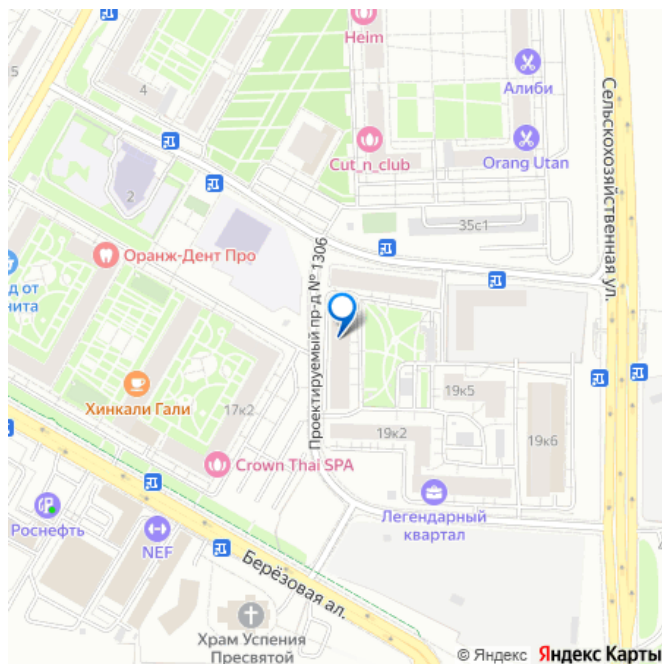 Heim
Алиби
4
5
Cut_n_club
Orang Utan
2
35с1
Сельскохозяйственная ул.
Оранж-Дент Про
Проектируемый пр-д № 1306
д от
нита
Хинкали Гали
17к2
19к5
19к2
19к6
Crown Thai SPA
Роснефть
NEF
Легендарный
квартал
Берёзовая ал.
Храм Успения
Пресвятой
© Яндекс Яндекс Карты